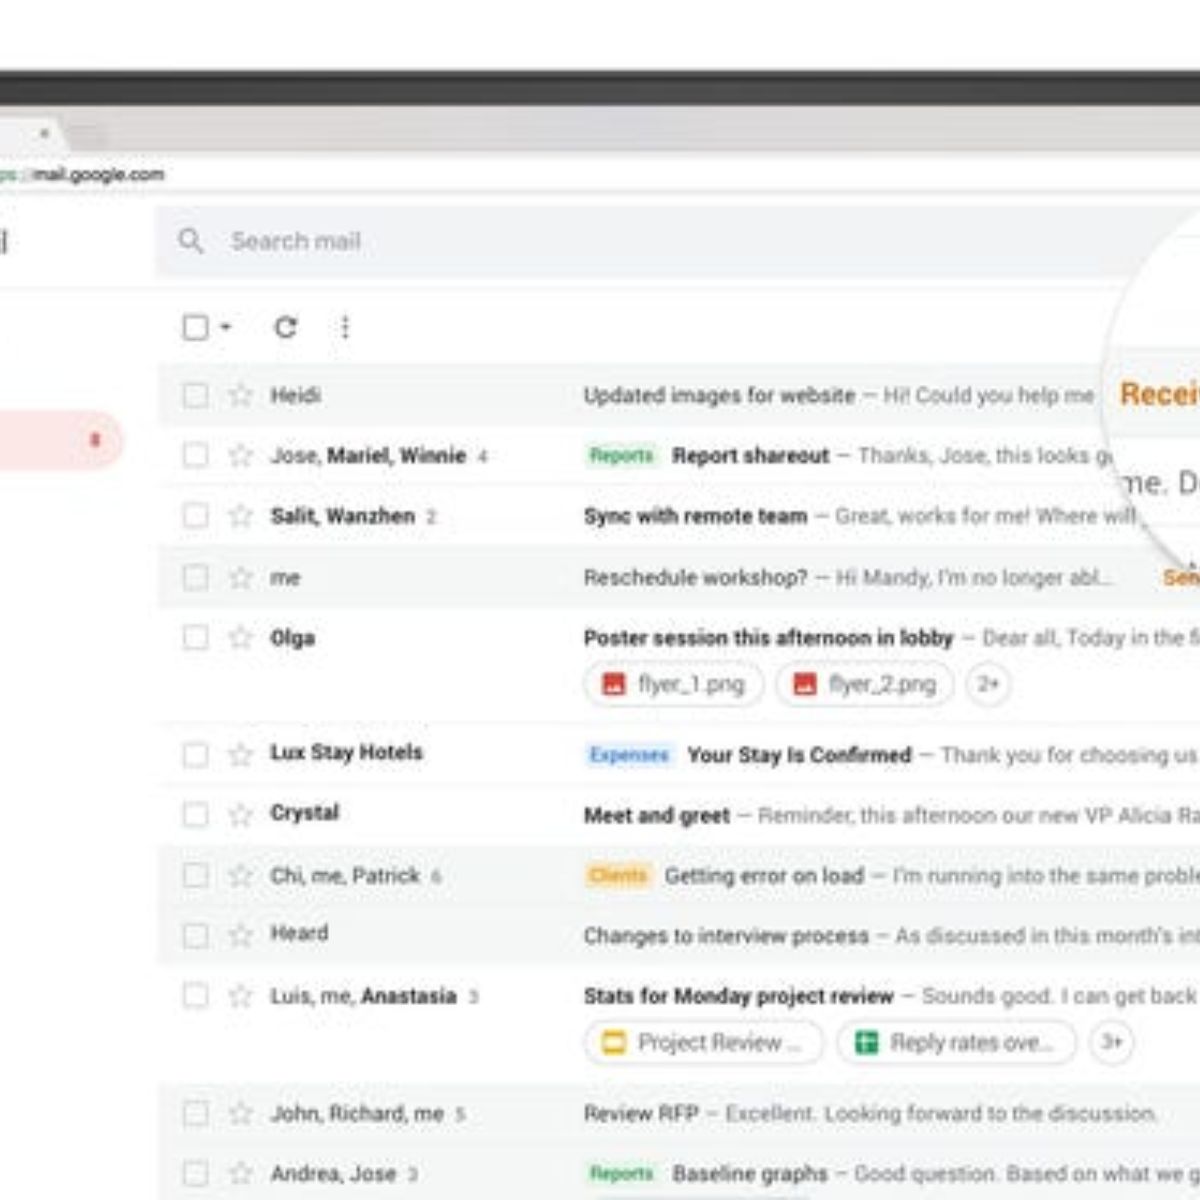 ps://mail.google.com
Search mail
Heidi Updated images for website – Hi! Could you help me
Jose, Mariel, Winnie 4 Reports Report shareout – Thanks, Jose, this looks
me. D
Salit, Wanzhen 2 Sync with remote team – Great, works for me! Where will
me Reschedule workshop? – Hi Mandy, I'm no longer abl...
Olga Poster session this afternoon in lobby – Dear all, Today in the fi
flyer_1.png flyer_2.png 2+
Lux Stay Hotels Expenses Your Stay Is Confirmed – Thank you for choosing us
Crystal Meet and greet – Reminder, this afternoon our new VP Alicia Ra
Chi, me, Patrick 6 Clients Getting error on load – I'm running into the same proble
Heard Changes to interview process – As discussed in this month's int
Luis, me, Anastasia 3 Stats for Monday project review – Sounds good. I can get back
Project Review ... Reply rates ove... 3+
John, Richard, me 5 Review RFP – Excellent. Looking forward to the discussion.
Andrea, Jose 3 Reports Baseline graphs – Good question. Based on what we g
8